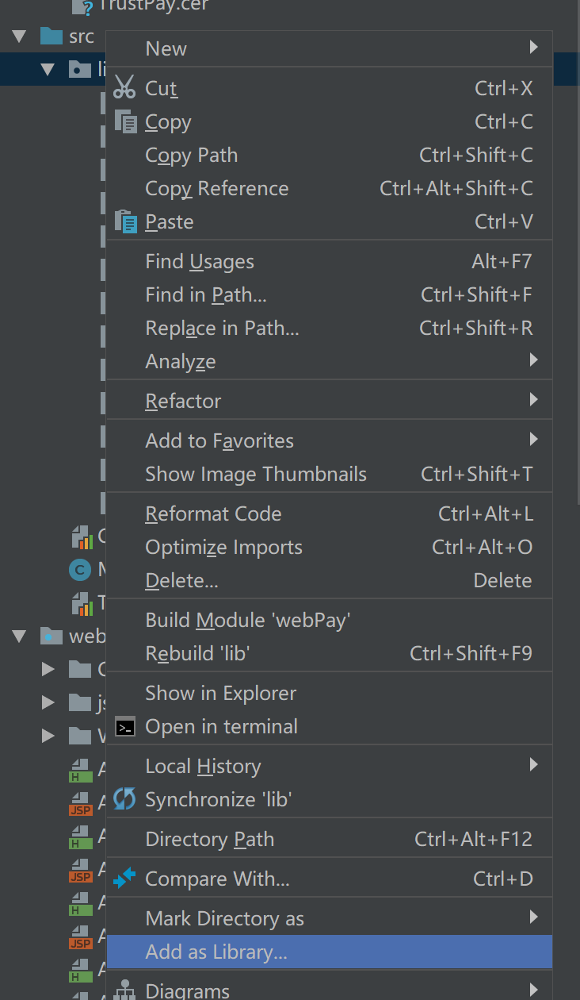 TrustPay.cer
src
New
Cut Ctrl+X
Copy Ctrl+C
Copy Path Ctrl+Shift+C
Copy Reference Ctrl+Alt+Shift+C
Paste Ctrl+V
Find Usages Alt+F7
Find in Path... Ctrl+Shift+F
Replace in Path... Ctrl+Shift+R
Analyze
Refactor
Add to Favorites
Show Image Thumbnails Ctrl+Shift+T
Reformat Code Ctrl+Alt+L
Optimize Imports Ctrl+Alt+O
C
Delete... Delete
T
Build Module 'webPay'
web
Rebuild 'lib' Ctrl+Shift+F9
Show in Explorer
js
Open in terminal
Local History
H
Synchronize 'lib'
JSP
Directory Path Ctrl+Alt+F12
H
Compare With... Ctrl+D
JSP
Mark Directory as
H
Add as Library...
JSP
Diagrams
H